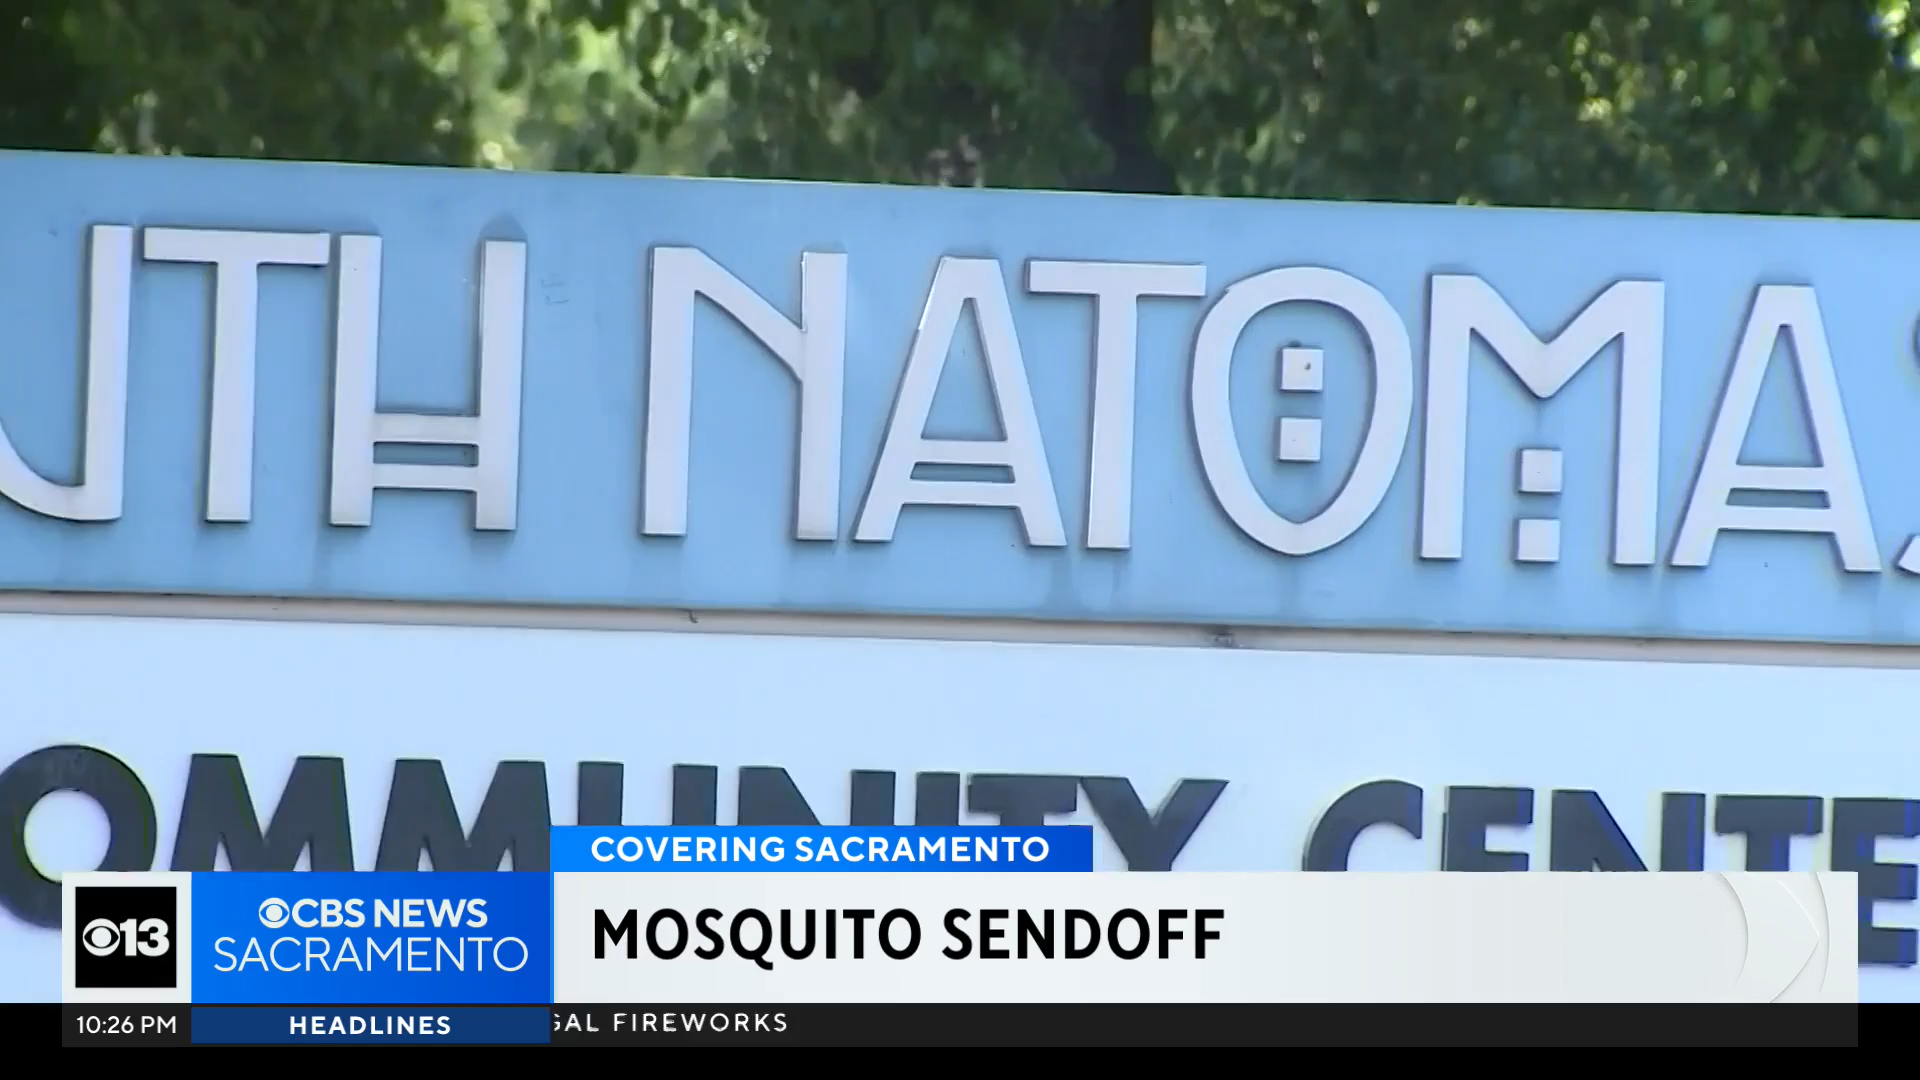 UTH NATOMAS
OMMUNITY CENTE
COVERING SACRAMENTO
13
CBS NEWS
SACRAMENTO
MOSQUITO SENDOFF
10:26 PM
HEADLINES
GAL FIREWORKS